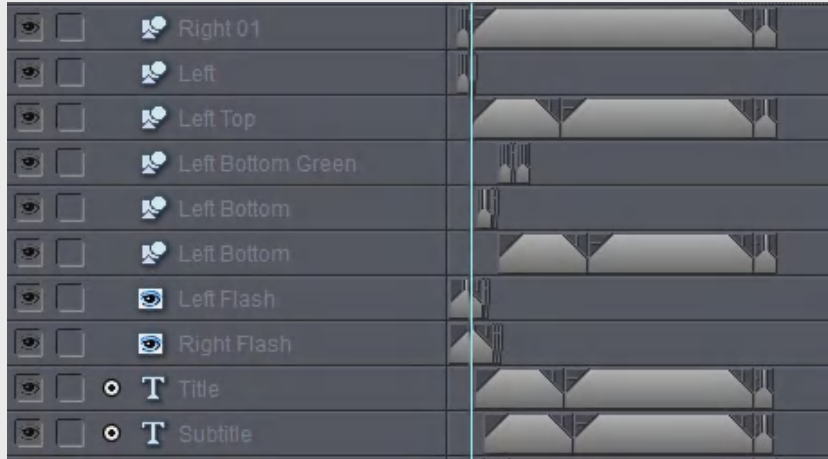 Right 01
Left
Left Top
Left Bottom Green
Left Bottom
Left Bottom
Left Flash
Right Flash
T Title
T Subtitle